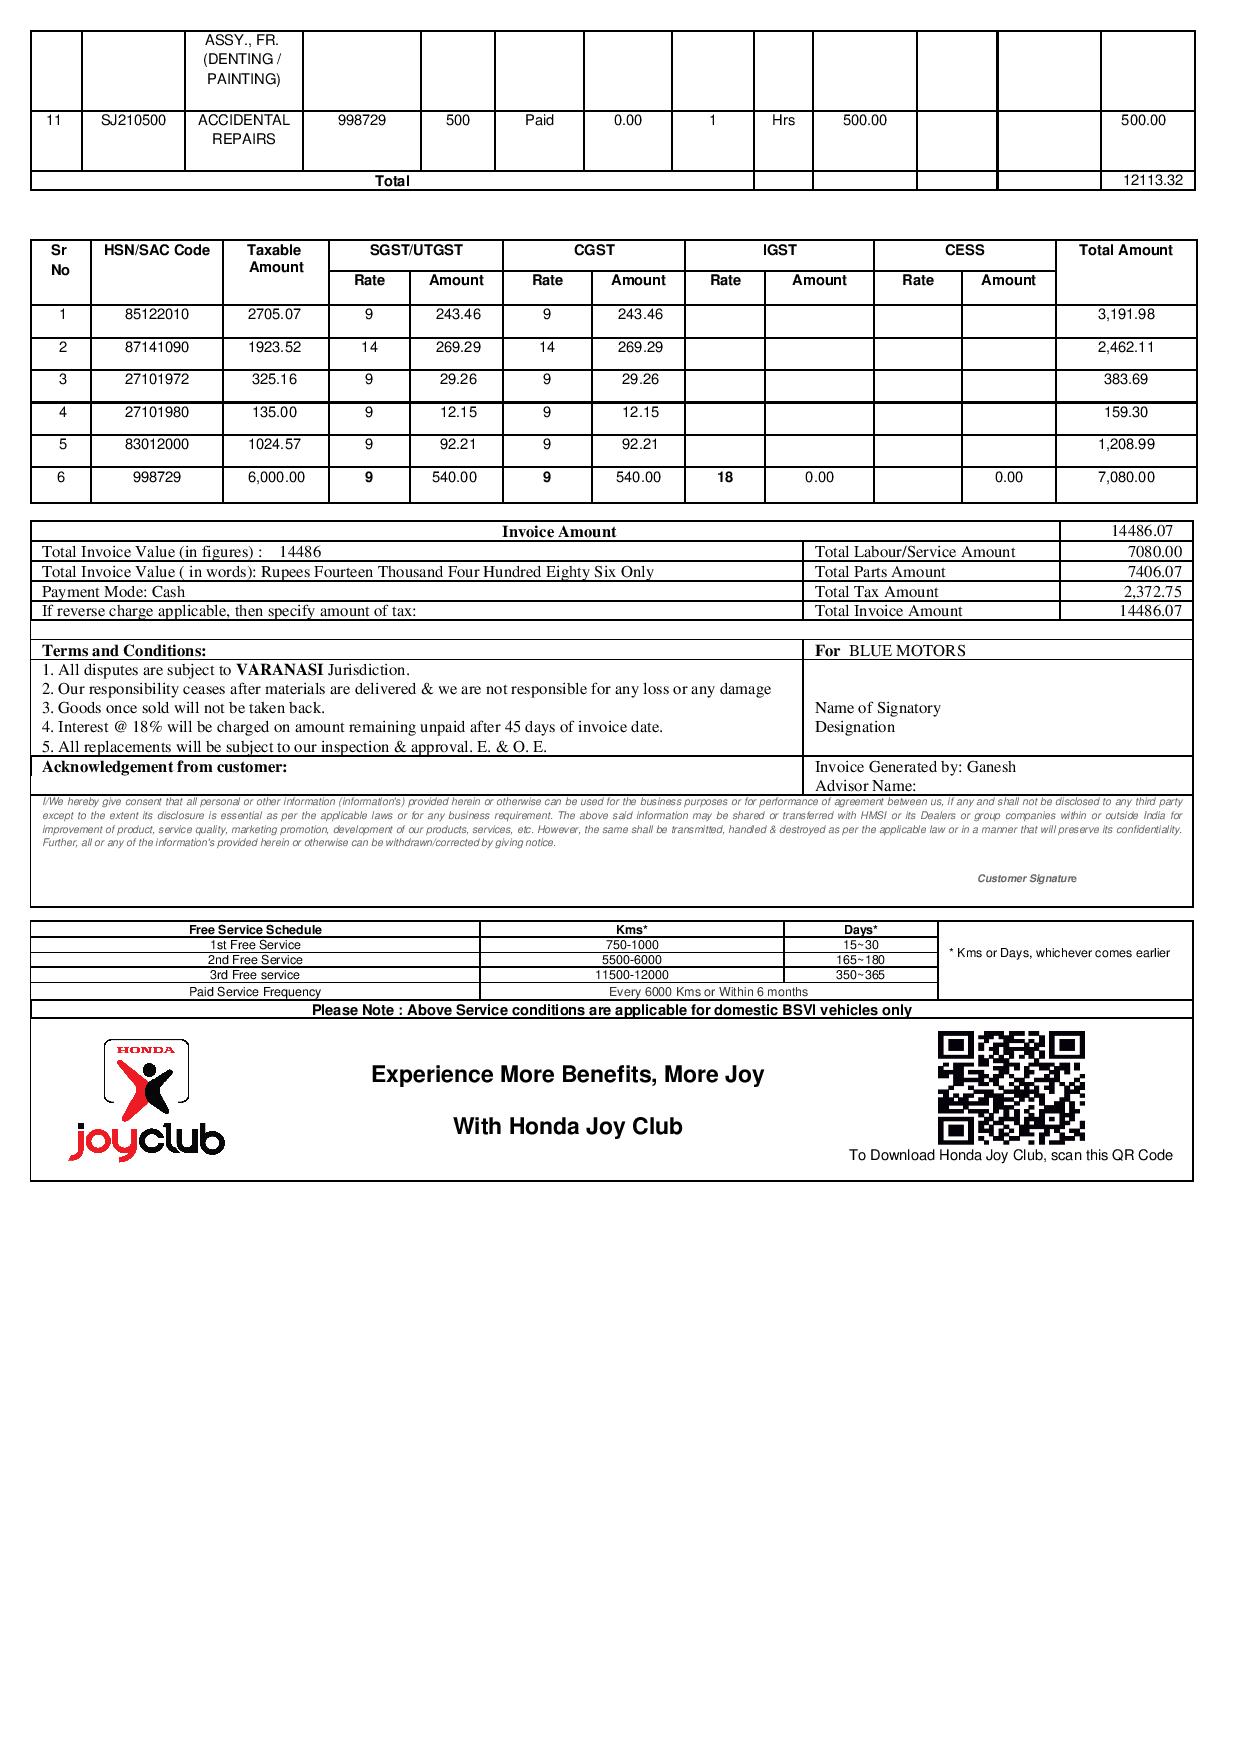 ASSY., FR.
(DENTING /
PAINTING)
11 SJ210500 ACCIDENTAL 998729 500 Paid 0.00 1 Hrs 500.00 500.00
REPAIRS
Total 12113.32
Sr HSN/SAC Code Taxable SGST/UTGST CGST IGST CESS Total Amount
No Amount
Rate Amount Rate Amount Rate Amount Rate Amount
1 85122010 2705.07 9 243.46 9 243.46 3,191.98
2 87141090 1923.52 14 269.29 14 269.29 2,462.11
3 27101972 325.16 9 29.26 9 29.26 383.69
4 27101980 135.00 9 12.15 9 12.15 159.30
5 83012000 1024.57 9 92.21 9 92.21 1,208.99
6 998729 6,000.00 9 540.00 9 540.00 18 0.00 0.00 7,080.00
Invoice Amount 14486.07
Total Invoice Value (in figures) : 14486 Total Labour/Service Amount 7080.00
Total Invoice Value ( in words): Rupees Fourteen Thousand Four Hundred Eighty Six Only Total Parts Amount 7406.07
Payment Mode: Cash Total Tax Amount 2,372.75
If reverse charge applicable, then specify amount of tax: Total Invoice Amount 14486.07
Terms and Conditions: For BLUE MOTORS
1. All disputes are subject to VARANASI Jurisdiction.
2. Our responsibility ceases after materials are delivered & we are not responsible for any loss or any damage
3. Goods once sold will not be taken back. Name of Signatory
4. Interest @ 18% will be charged on amount remaining unpaid after 45 days of invoice date. Designation
5. All replacements will be subject to our inspection & approval. E. & O. E.
Acknowledgement from customer: Invoice Generated by: Ganesh
Advisor Name:
I/We hereby give consent that all personal or other information (information's) provided herein or otherwise can be used for the business purposes or for performance of agreement between us, if any and shall not be disclosed to any third party
except to the extent its disclosure is essential as per the applicable laws or for any business requirement. The above said information may be shared or transferred with HMSI or its Dealers or group companies within or outside India for
improvement of product, service quality, marketing promotion, development of our products, services, etc. However, the same shall be transmitted, handled & destroyed as per the applicable law or in a manner that will preserve its confidentiality.
Further, all or any of the information's provided herein or otherwise can be withdrawn/corrected by giving notice.
Customer Signature
Free Service Schedule Kms* Days*
1st Free Service 750-1000 15~30
* Kms or Days, whichever comes earlier
2nd Free Service 5500-6000 165~180
3rd Free service 11500-12000 350~365
Paid Service Frequency Every 6000 Kms or Within 6 months
Please Note : Above Service conditions are applicable for domestic BSVI vehicles only
HONDA
joyclub
Experience More Benefits, More Joy
With Honda Joy Club
To Download Honda Joy Club, scan this QR Code